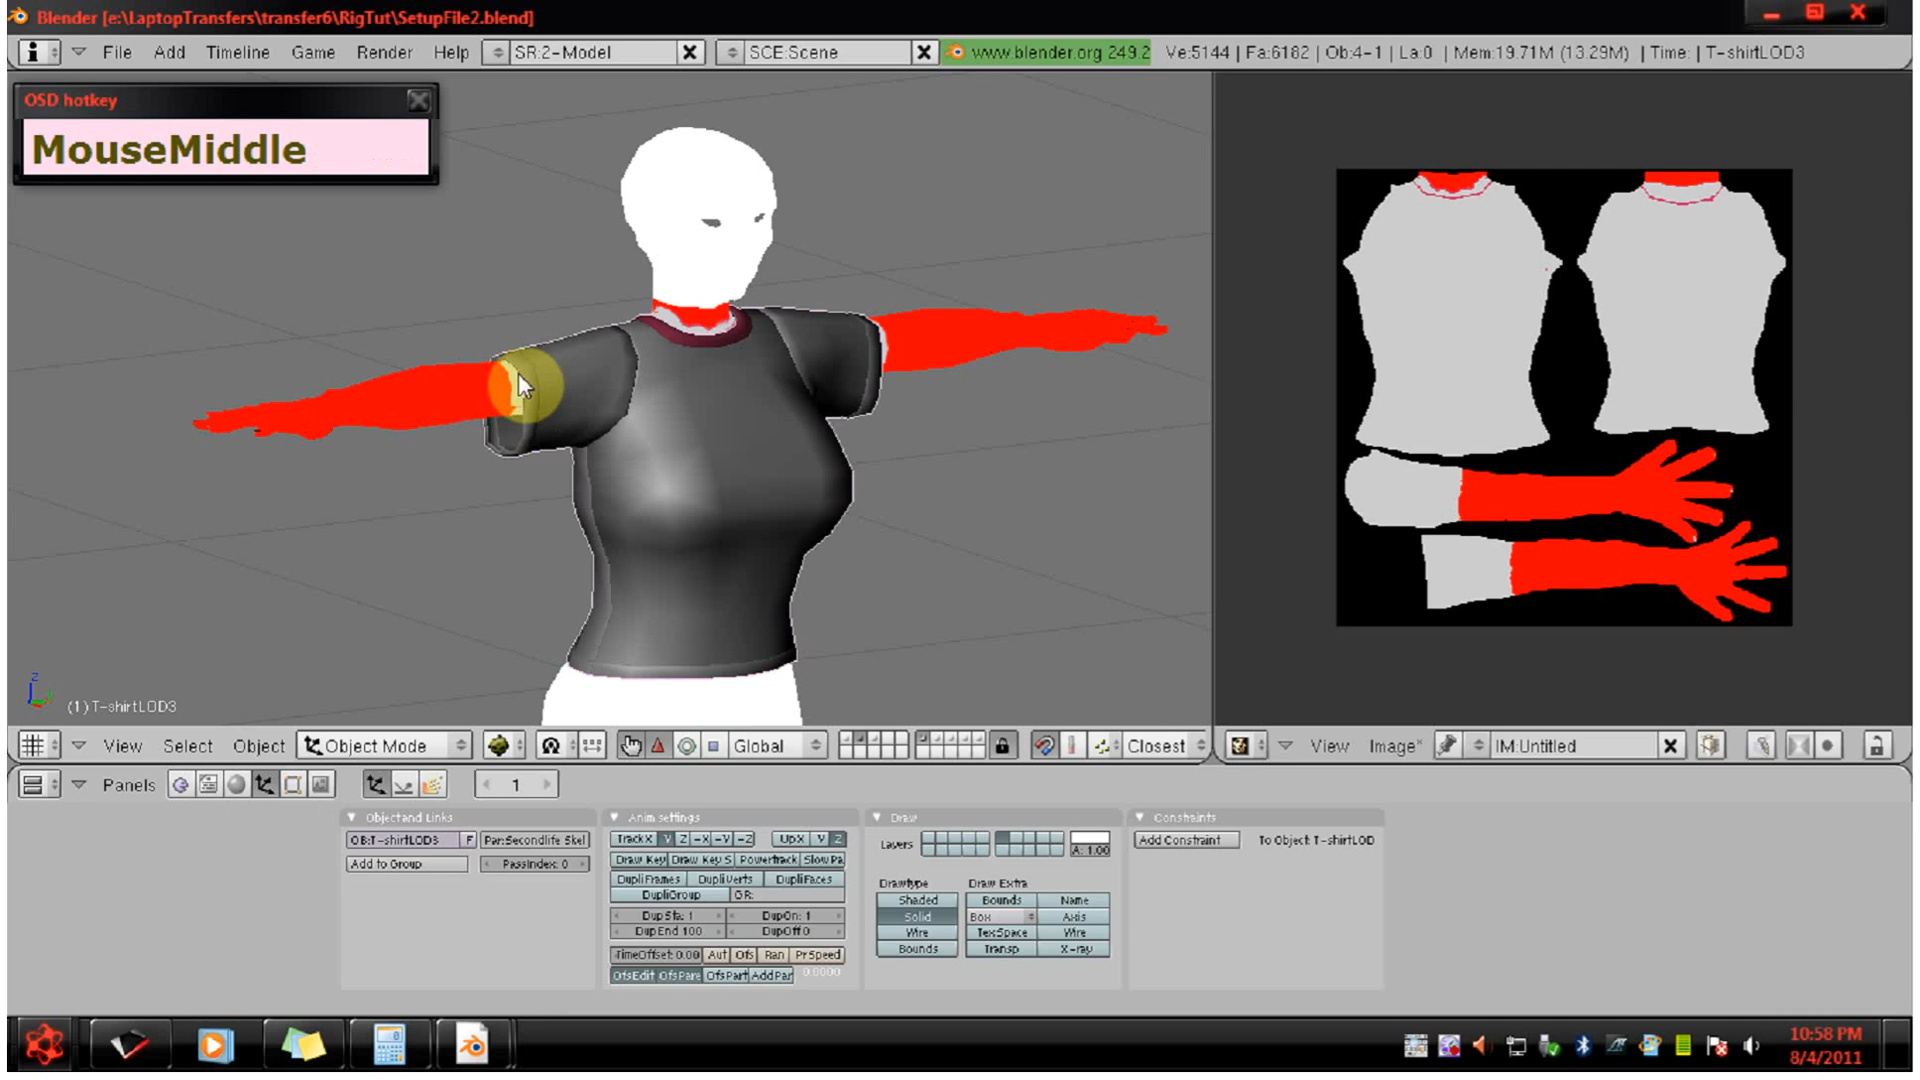 Blender [e:\LaptopTransfers\transfer6\RigTut\SetupFile2.blend]
File Add Timeline Game Render Help SR:2-Model SCE:Scene www.blender.org 249.2 Ve:5144 | Fa:6182 | Ob:4-1 | La:0 | Mem:19.71M (13.29M) | Time: | T-shirtLOD3
OSD hotkey
MouseMiddle
z
(1) T-shirtLOD3
View Select Object Object Mode Global Closest
View Image* IM:Untitled
Panels 1
Object and Links
OB:T-shirtLOD3 F Par:Secondlife Skel
Add to Group PassIndex: 0
Anim settings
TrackX Y Z -X -Y -Z UpX Y Z
Draw Key Draw Key S Powertrack Slow Pa
DupliFrames DupliVerts DupliFaces
DupliGroup GR:
DupSta: 1 DupOn: 1
DupEnd 100 DupOff 0
TimeOffset: 0.00 Aut Ofs Ran PrSpeed
OfsEdit OfsPare OfsPart AddPar 0.0000
Draw
Layers A: 1.00
Drawtype Draw Extra
Shaded Bounds Name
Solid Box Axis
Wire TexSpace Wire
Bounds Transp X-ray
Constraints
Add Constraint To Object: T-shirtLOD
10:58 PM
8/4/2011